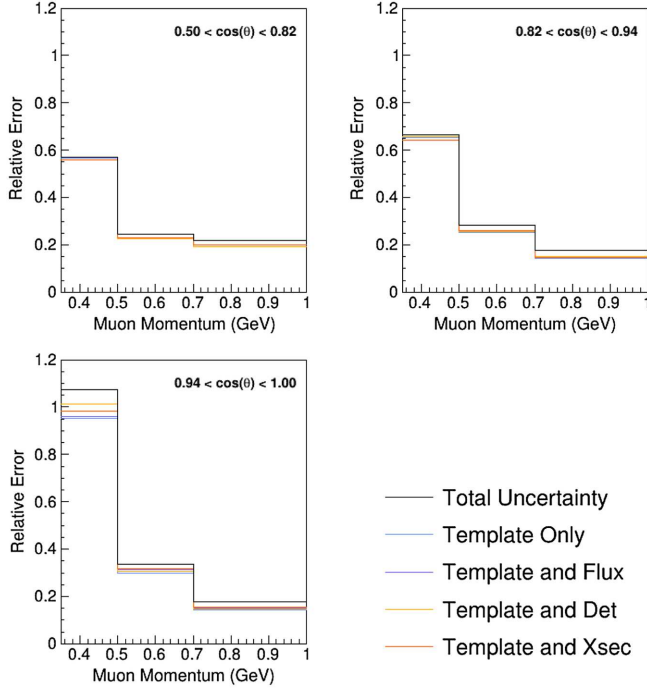 0.50 < cos(θ) < 0.82
Relative Error
1.2
1
0.8
0.6
0.4
0.2
0
0.4 0.5 0.6 0.7 0.8 0.9 1
Muon Momentum (GeV)
0.82 < cos(θ) < 0.94
Relative Error
1.2
1
0.8
0.6
0.4
0.2
0
0.4 0.5 0.6 0.7 0.8 0.9 1
Muon Momentum (GeV)
0.94 < cos(θ) < 1.00
Relative Error
1.2
1
0.8
0.6
0.4
0.2
0
0.4 0.5 0.6 0.7 0.8 0.9 1
Muon Momentum (GeV)
Total Uncertainty
Template Only
Template and Flux
Template and Det
Template and Xsec